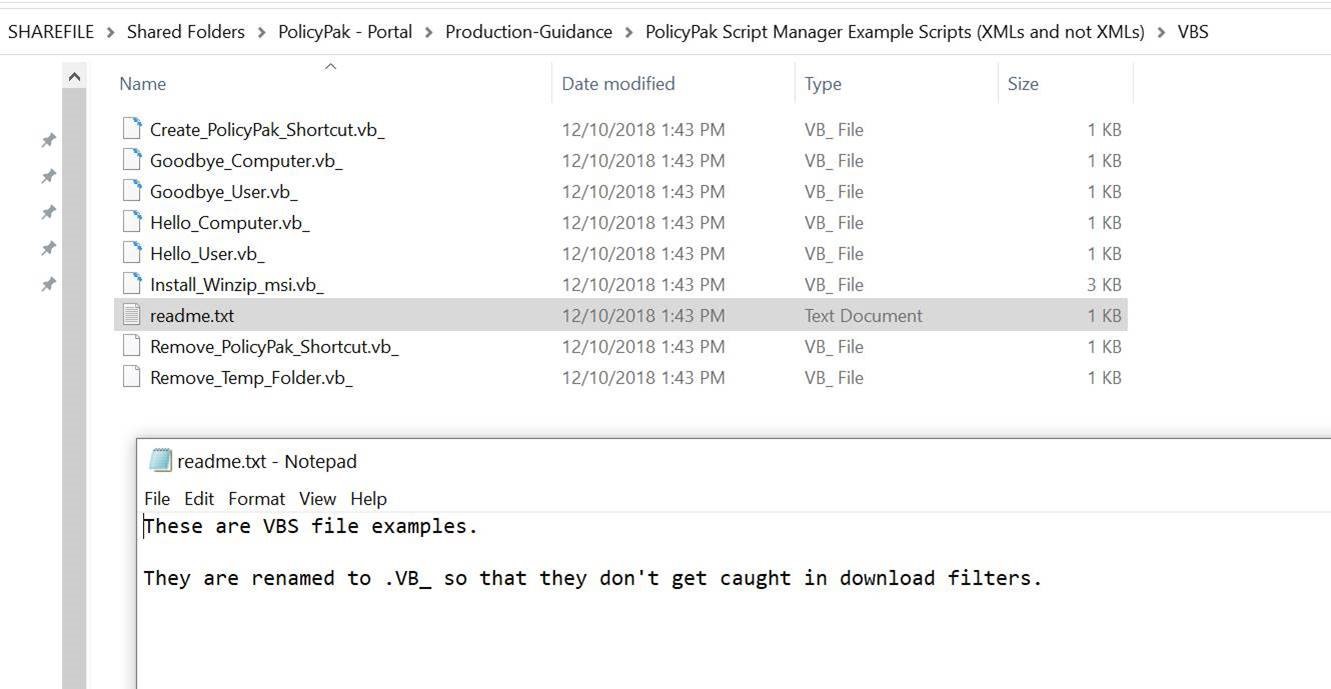 SHAREFILE > Shared Folders > PolicyPak - Portal > Production-Guidance > PolicyPak Script Manager Example Scripts (XMLs and not XMLs) > VBS
Name Date modified Type Size
Create_PolicyPak_Shortcut.vb_ 12/10/2018 1:43 PM VB_ File 1 KB
Goodbye_Computer.vb_ 12/10/2018 1:43 PM VB_ File 1 KB
Goodbye_User.vb_ 12/10/2018 1:43 PM VB_ File 1 KB
Hello_Computer.vb_ 12/10/2018 1:43 PM VB_ File 1 KB
Hello_User.vb_ 12/10/2018 1:43 PM VB_ File 1 KB
Install_Winzip_msi.vb_ 12/10/2018 1:43 PM VB_ File 3 KB
readme.txt 12/10/2018 1:43 PM Text Document 1 KB
Remove_PolicyPak_Shortcut.vb_ 12/10/2018 1:43 PM VB_ File 1 KB
Remove_Temp_Folder.vb_ 12/10/2018 1:43 PM VB_ File 1 KB
readme.txt - Notepad
File Edit Format View Help
These are VBS file examples.
They are renamed to .VB_ so that they don't get caught in download filters.